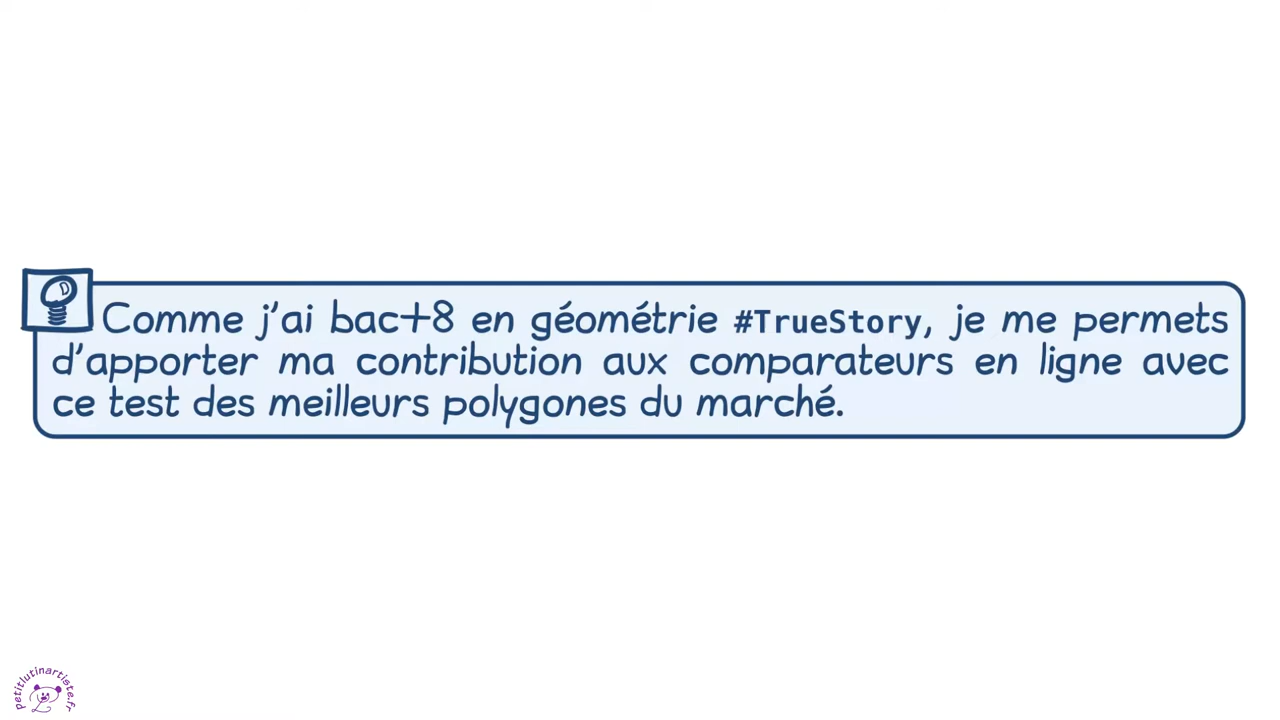 Comme j'ai bac+8 en géométrie #TrueStory, je me permets
d'apporter ma contribution aux comparateurs en ligne avec
ce test des meilleurs polygones du marché.
petitlutinartiste.fr